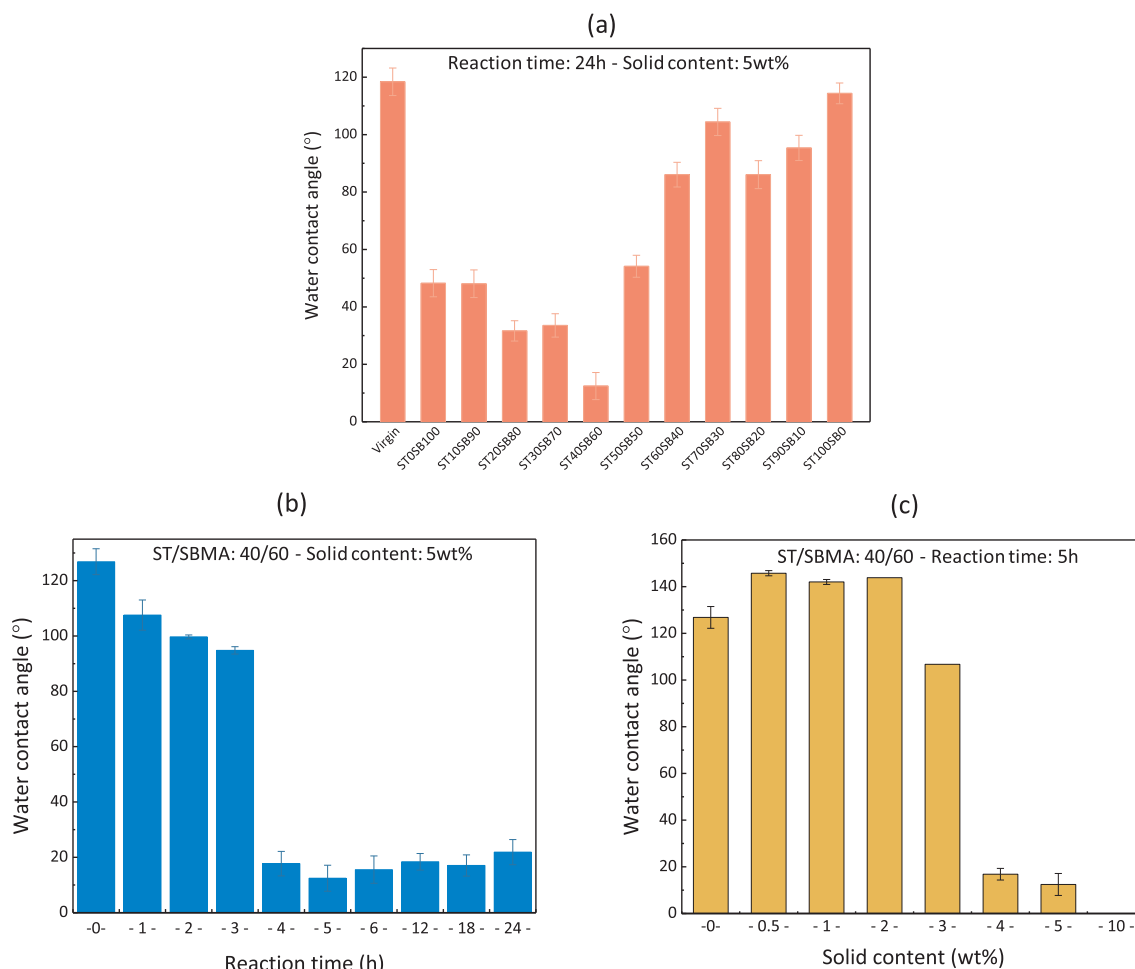 (a)
Reaction time: 24h - Solid content: 5wt%
Water contact angle (°)
120
100
80
60
40
20
0
Virgin
ST0SB100
ST10SB90
ST20SB80
ST30SB70
ST40SB60
ST50SB50
ST60SB40
ST70SB30
ST80SB20
ST90SB10
ST100SB0
(b)
ST/SBMA: 40/60 - Solid content: 5wt%
Water contact angle (°)
120
100
80
60
40
20
0
-0- - 1 - - 2 - - 3 - - 4 - - 5 - - 6 - - 12 - - 18 - - 24 -
Reaction time (h)
(c)
ST/SBMA: 40/60 - Reaction time: 5h
Water contact angle (°)
160
140
120
100
80
60
40
20
0
-0- - 0.5 - - 1 - - 2 - - 3 - - 4 - - 5 - - 10 -
Solid content (wt%)